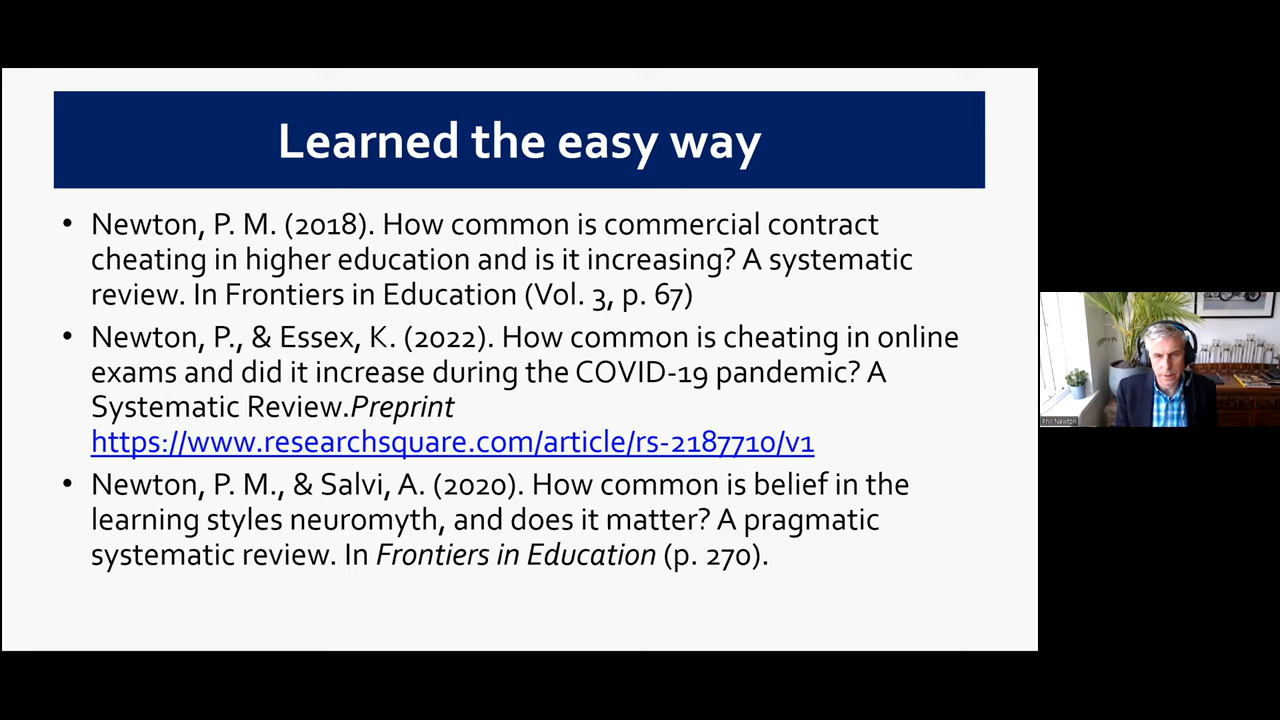 Learned the easy way
• Newton, P. M. (2018). How common is commercial contract
cheating in higher education and is it increasing? A systematic
review. In Frontiers in Education (Vol. 3, p. 67)
• Newton, P., & Essex, K. (2022). How common is cheating in online
exams and did it increase during the COVID-19 pandemic? A
Systematic Review.Preprint
https://www.researchsquare.com/article/rs-2187710/v1
• Newton, P. M., & Salvi, A. (2020). How common is belief in the
learning styles neuromyth, and does it matter? A pragmatic
systematic review. In Frontiers in Education (p. 270).
Phil Newton